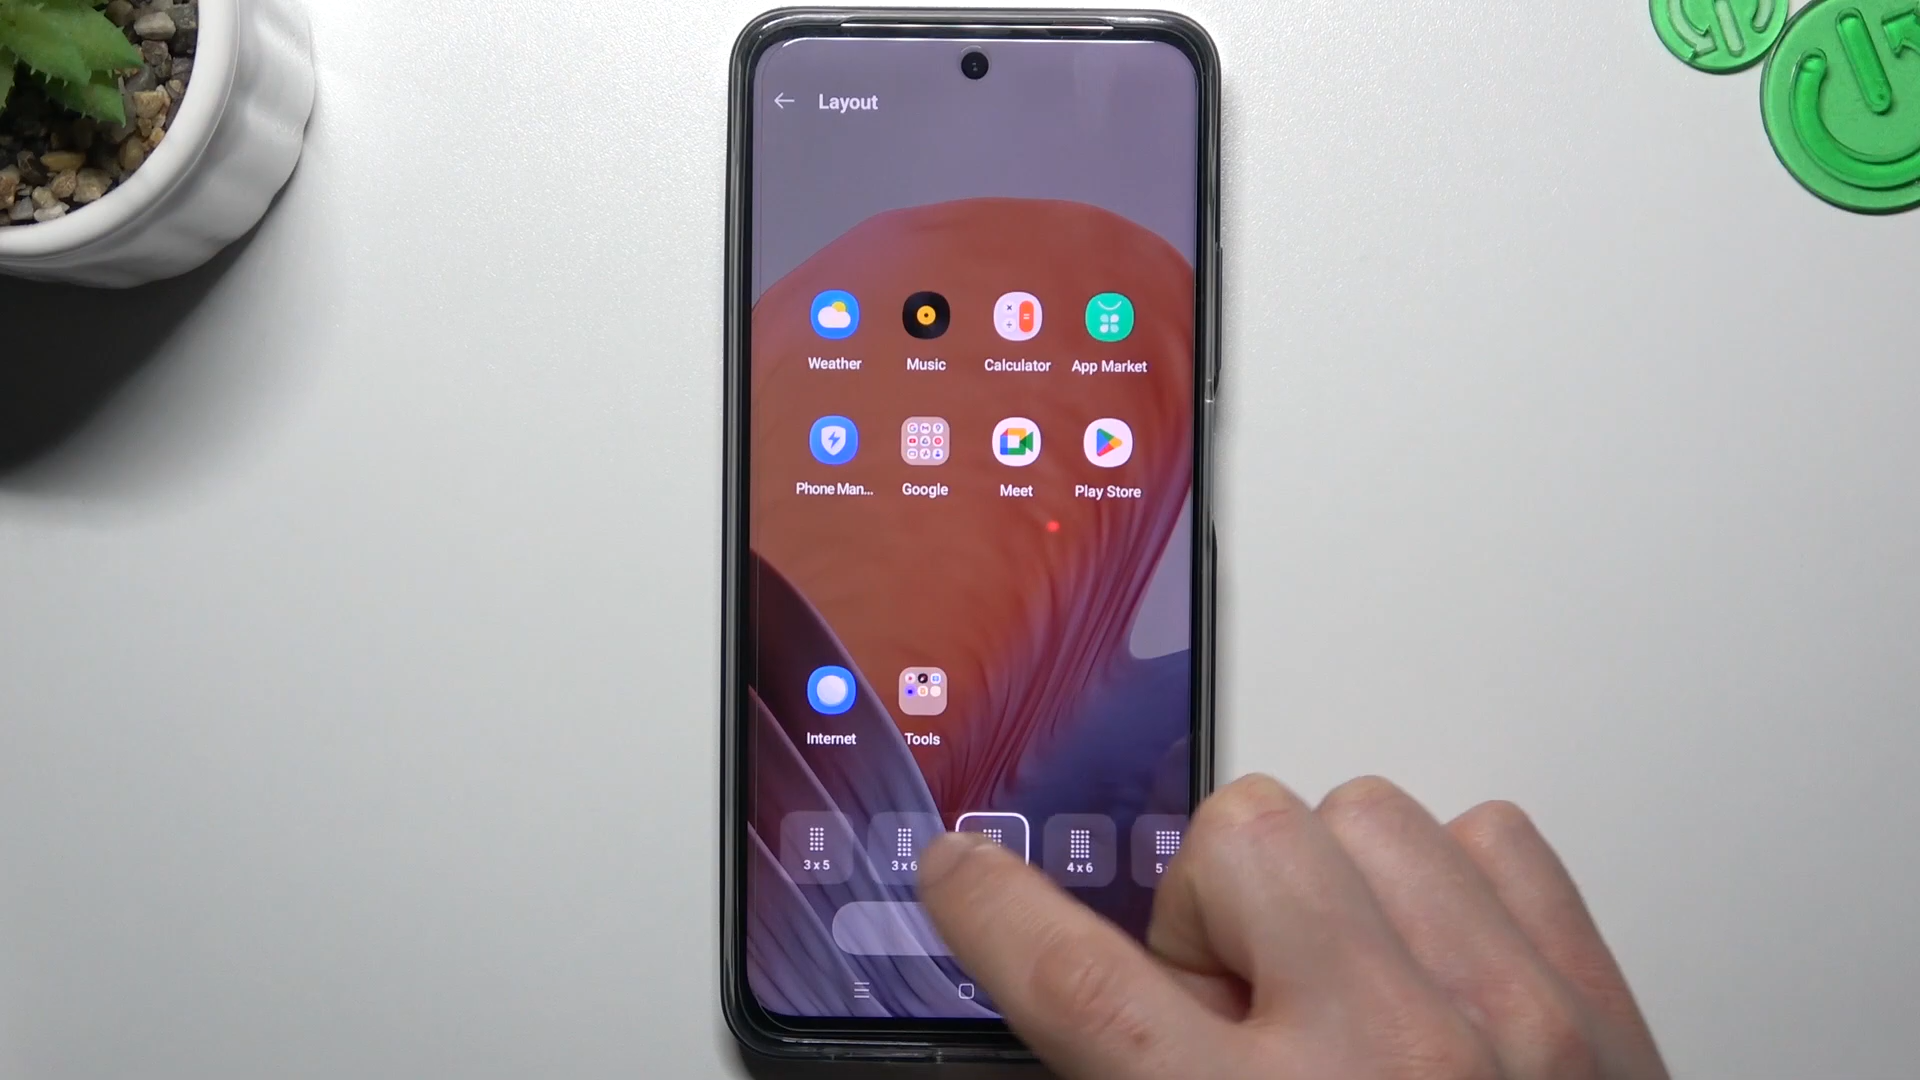 Layout
Weather Music Calculator App Market
Phone Man... Google Meet Play Store
Internet Tools
3 x 5 3 x 6 4 x 6